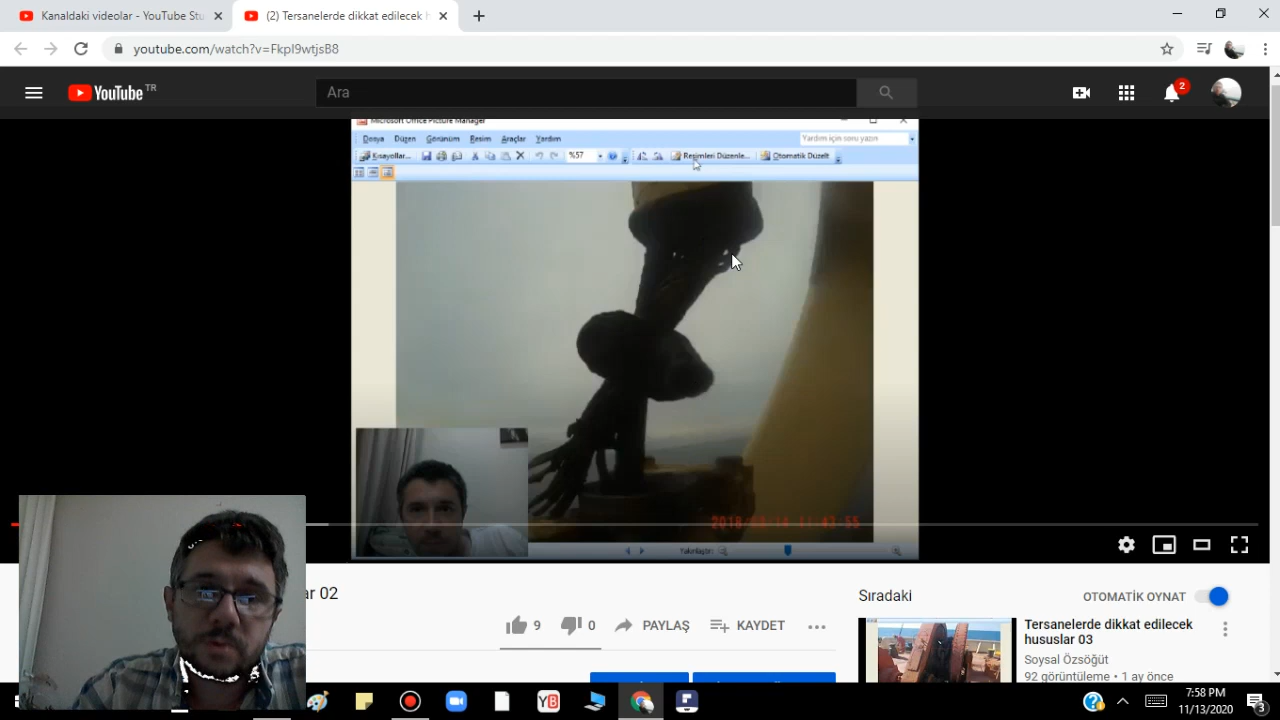 Kanaldaki videolar - YouTube Stu
(2) Tersanelerde dikkat edilecek h
youtube.com/watch?v=FkpI9wtjsB8
YouTube TR
Ara
2
Microsoft Office Picture Manager
Dosya Düzen Görünüm Resim Araçlar Yardım
Yardım için soru yazın
Kısayollar...
%57
Resimleri Düzenle...
Otomatik Düzelt
Yakınlaştır:
ar 02
9
0
PAYLAŞ
KAYDET
Sıradaki
OTOMATİK OYNAT
Tersanelerde dikkat edilecek
hususlar 03
Soysal Özsöğüt
92 görüntüleme • 1 ay önce
YB
7:58 PM
11/13/2020
3